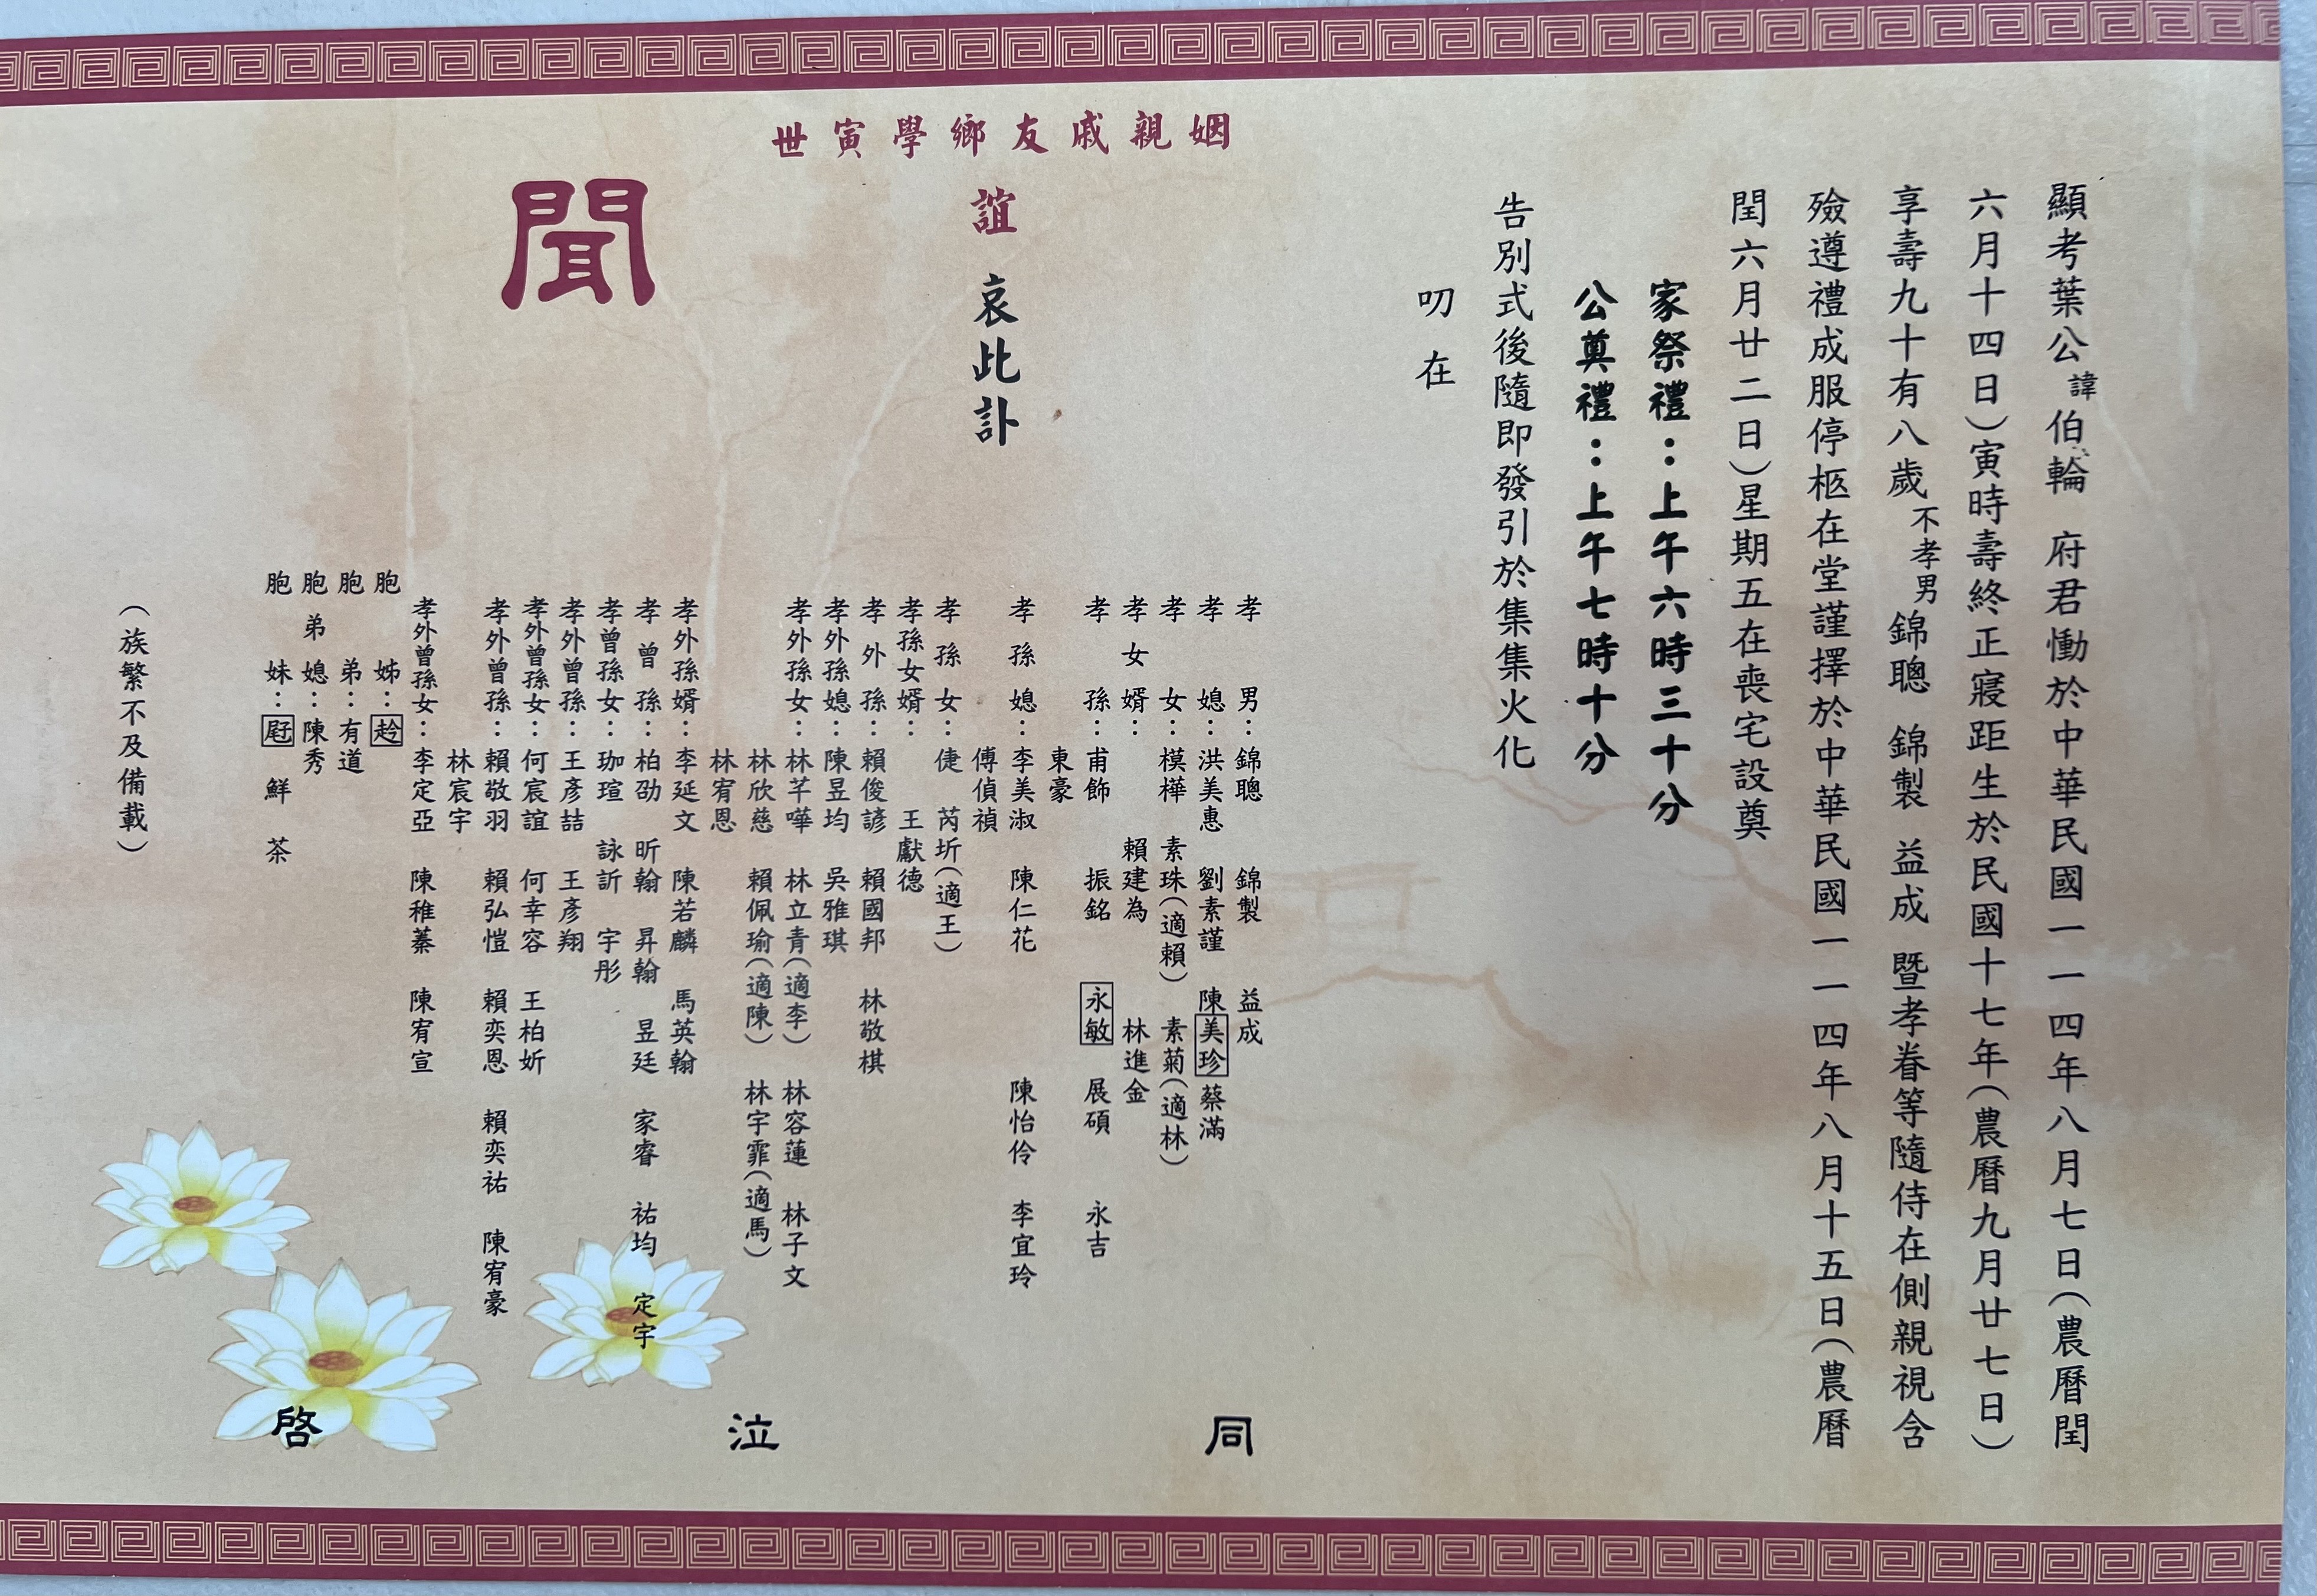 顯考葉公諱伯輪　府君慟於中華民國一一四年八月七日(農曆閏
六月十四日)寅時壽終正寢距生於民國十七年(農曆九月廿七日)
享壽九十有八歲不孝男錦聰　錦製　益成　暨孝眷等隨侍在側親視含
殮遵禮成服停柩在堂謹擇於中華民國一一四年八月十五日(農曆
閏六月廿二日)星期五在喪宅設奠
家祭禮：上午六時三十分
公奠禮：上午七時十分
告別式後隨即發引於集集火化
叨　在
姻親戚友鄉學寅世
誼　哀此訃
聞
孝　男：錦聰　錦製　益成
孝　媳：洪美惠　劉素謹　陳美珍　蔡滿
孝　女：模樺　素珠(適賴)　素菊(適林)
孝女婿：賴建為　林進金
孝　孫：甫飾　振銘　永敏　展碩　永吉
東豪
孝孫媳：李美淑　陳仁花　陳怡伶　李宜玲
傅偵禎
孝孫女：倢　芮圻(適王)
孝孫女婿：王獻德
孝外孫：賴俊諺　賴國邦　林敬棋
孝外孫媳：陳昱均　吳雅琪
孝外孫女：林芊嘩　林立青(適李)　林容蓮　林子文
林欣慈　賴佩瑜(適陳)　林宇霏(適馬)
林宥恩
孝外孫婿：李延文　陳若麟　馬英翰
孝曾孫：柏劭　昕翰　昇翰　昱廷　家睿　祐均　定宇
孝曾孫女：珈瑄　詠訢　宇彤
孝外曾孫：王彥喆　王彥翔
孝外曾孫女：何宸誼　何幸容　王柏妡
孝外曾孫：賴敬羽　賴弘愷　賴奕恩　賴奕祐　陳宥豪
林宸宇
孝外曾孫女：李定亞　陳稚蓁　陳宥宣
胞　姊：
胞　弟：有道
胞弟媳：陳秀
胞　妹：　鮮　茶
(族繁不及備載)
同　泣　啓